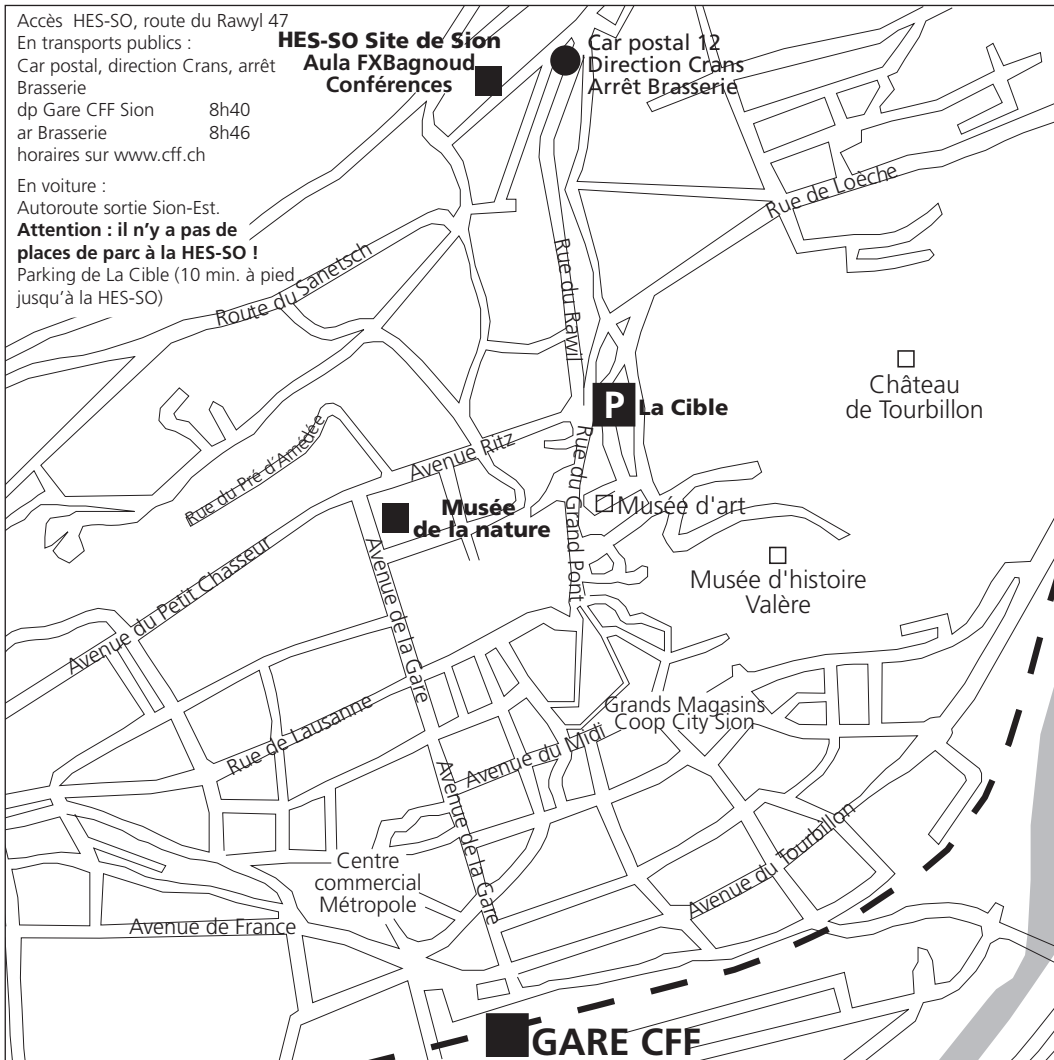 Accès HES-SO, route du Rawyl 47
En transports publics :
Car postal, direction Crans, arrêt
Brasserie
dp Gare CFF Sion 8h40
ar Brasserie 8h46
horaires sur www.cff.ch
En voiture :
Autoroute sortie Sion-Est.
Attention : il n'y a pas de
places de parc à la HES-SO !
Parking de La Cible (10 min. à pied
jusqu'à la HES-SO)
HES-SO Site de Sion
Aula FXBagnoud
Conférences
Car postal 12
Direction Crans
Arrêt Brasserie
Rue de Loèche
Route du Sanetsch
Rue du Rawil
Château
de Tourbillon
P La Cible
Rue du Pré d'Amédée
Avenue Ritz
Rue du Grand Pont
Musée d'art
Musée
de la nature
Musée d'histoire
Valère
Avenue du Petit Chasseur
Avenue de la Gare
Grands Magasins
Coop City Sion
Rue de Lausanne
Avenue du Midi
Avenue de la Gare
Avenue du Tourbillon
Centre
commercial
Métropole
Avenue de France
GARE CFF